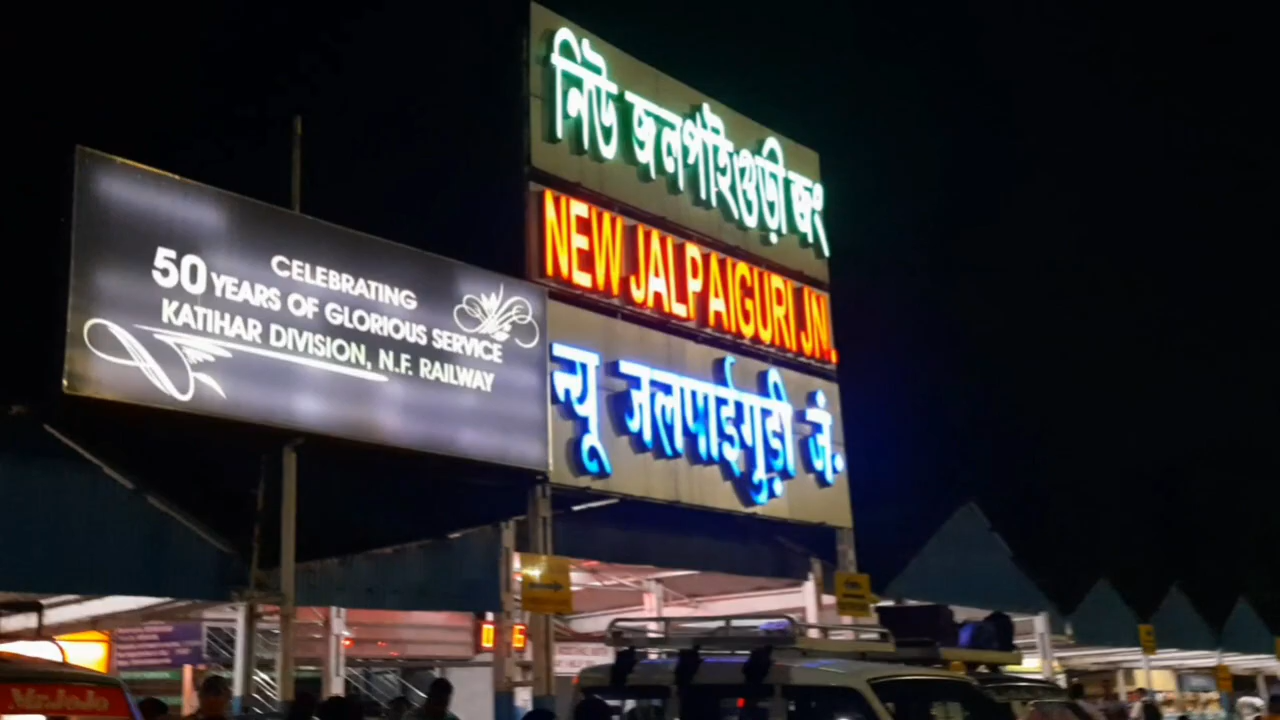 নিউ জলপাইগুড়ী জং
NEW JALPAIGURI JN.
न्यू जलपाईगुड़ी जं.
CELEBRATING
50 YEARS OF GLORIOUS SERVICE
KATIHAR DIVISION, N.F. RAILWAY